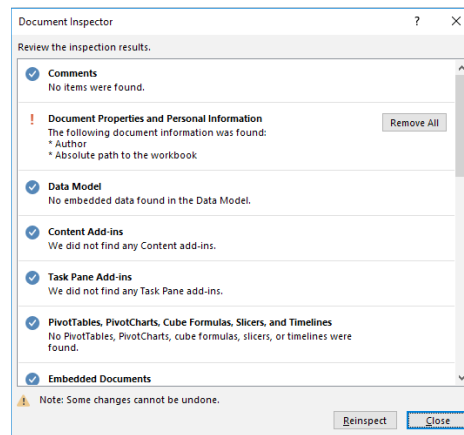 Document Inspector
? ×
Review the inspection results.
Comments
No items were found.
! Document Properties and Personal Information
Remove All
The following document information was found:
* Author
* Absolute path to the workbook
Data Model
No embedded data found in the Data Model.
Content Add-ins
We did not find any Content add-ins.
Task Pane Add-ins
We did not find any Task Pane add-ins.
PivotTables, PivotCharts, Cube Formulas, Slicers, and Timelines
No PivotTables, PivotCharts, cube formulas, slicers, or timelines were
found.
Embedded Documents
Note: Some changes cannot be undone.
Reinspect Close